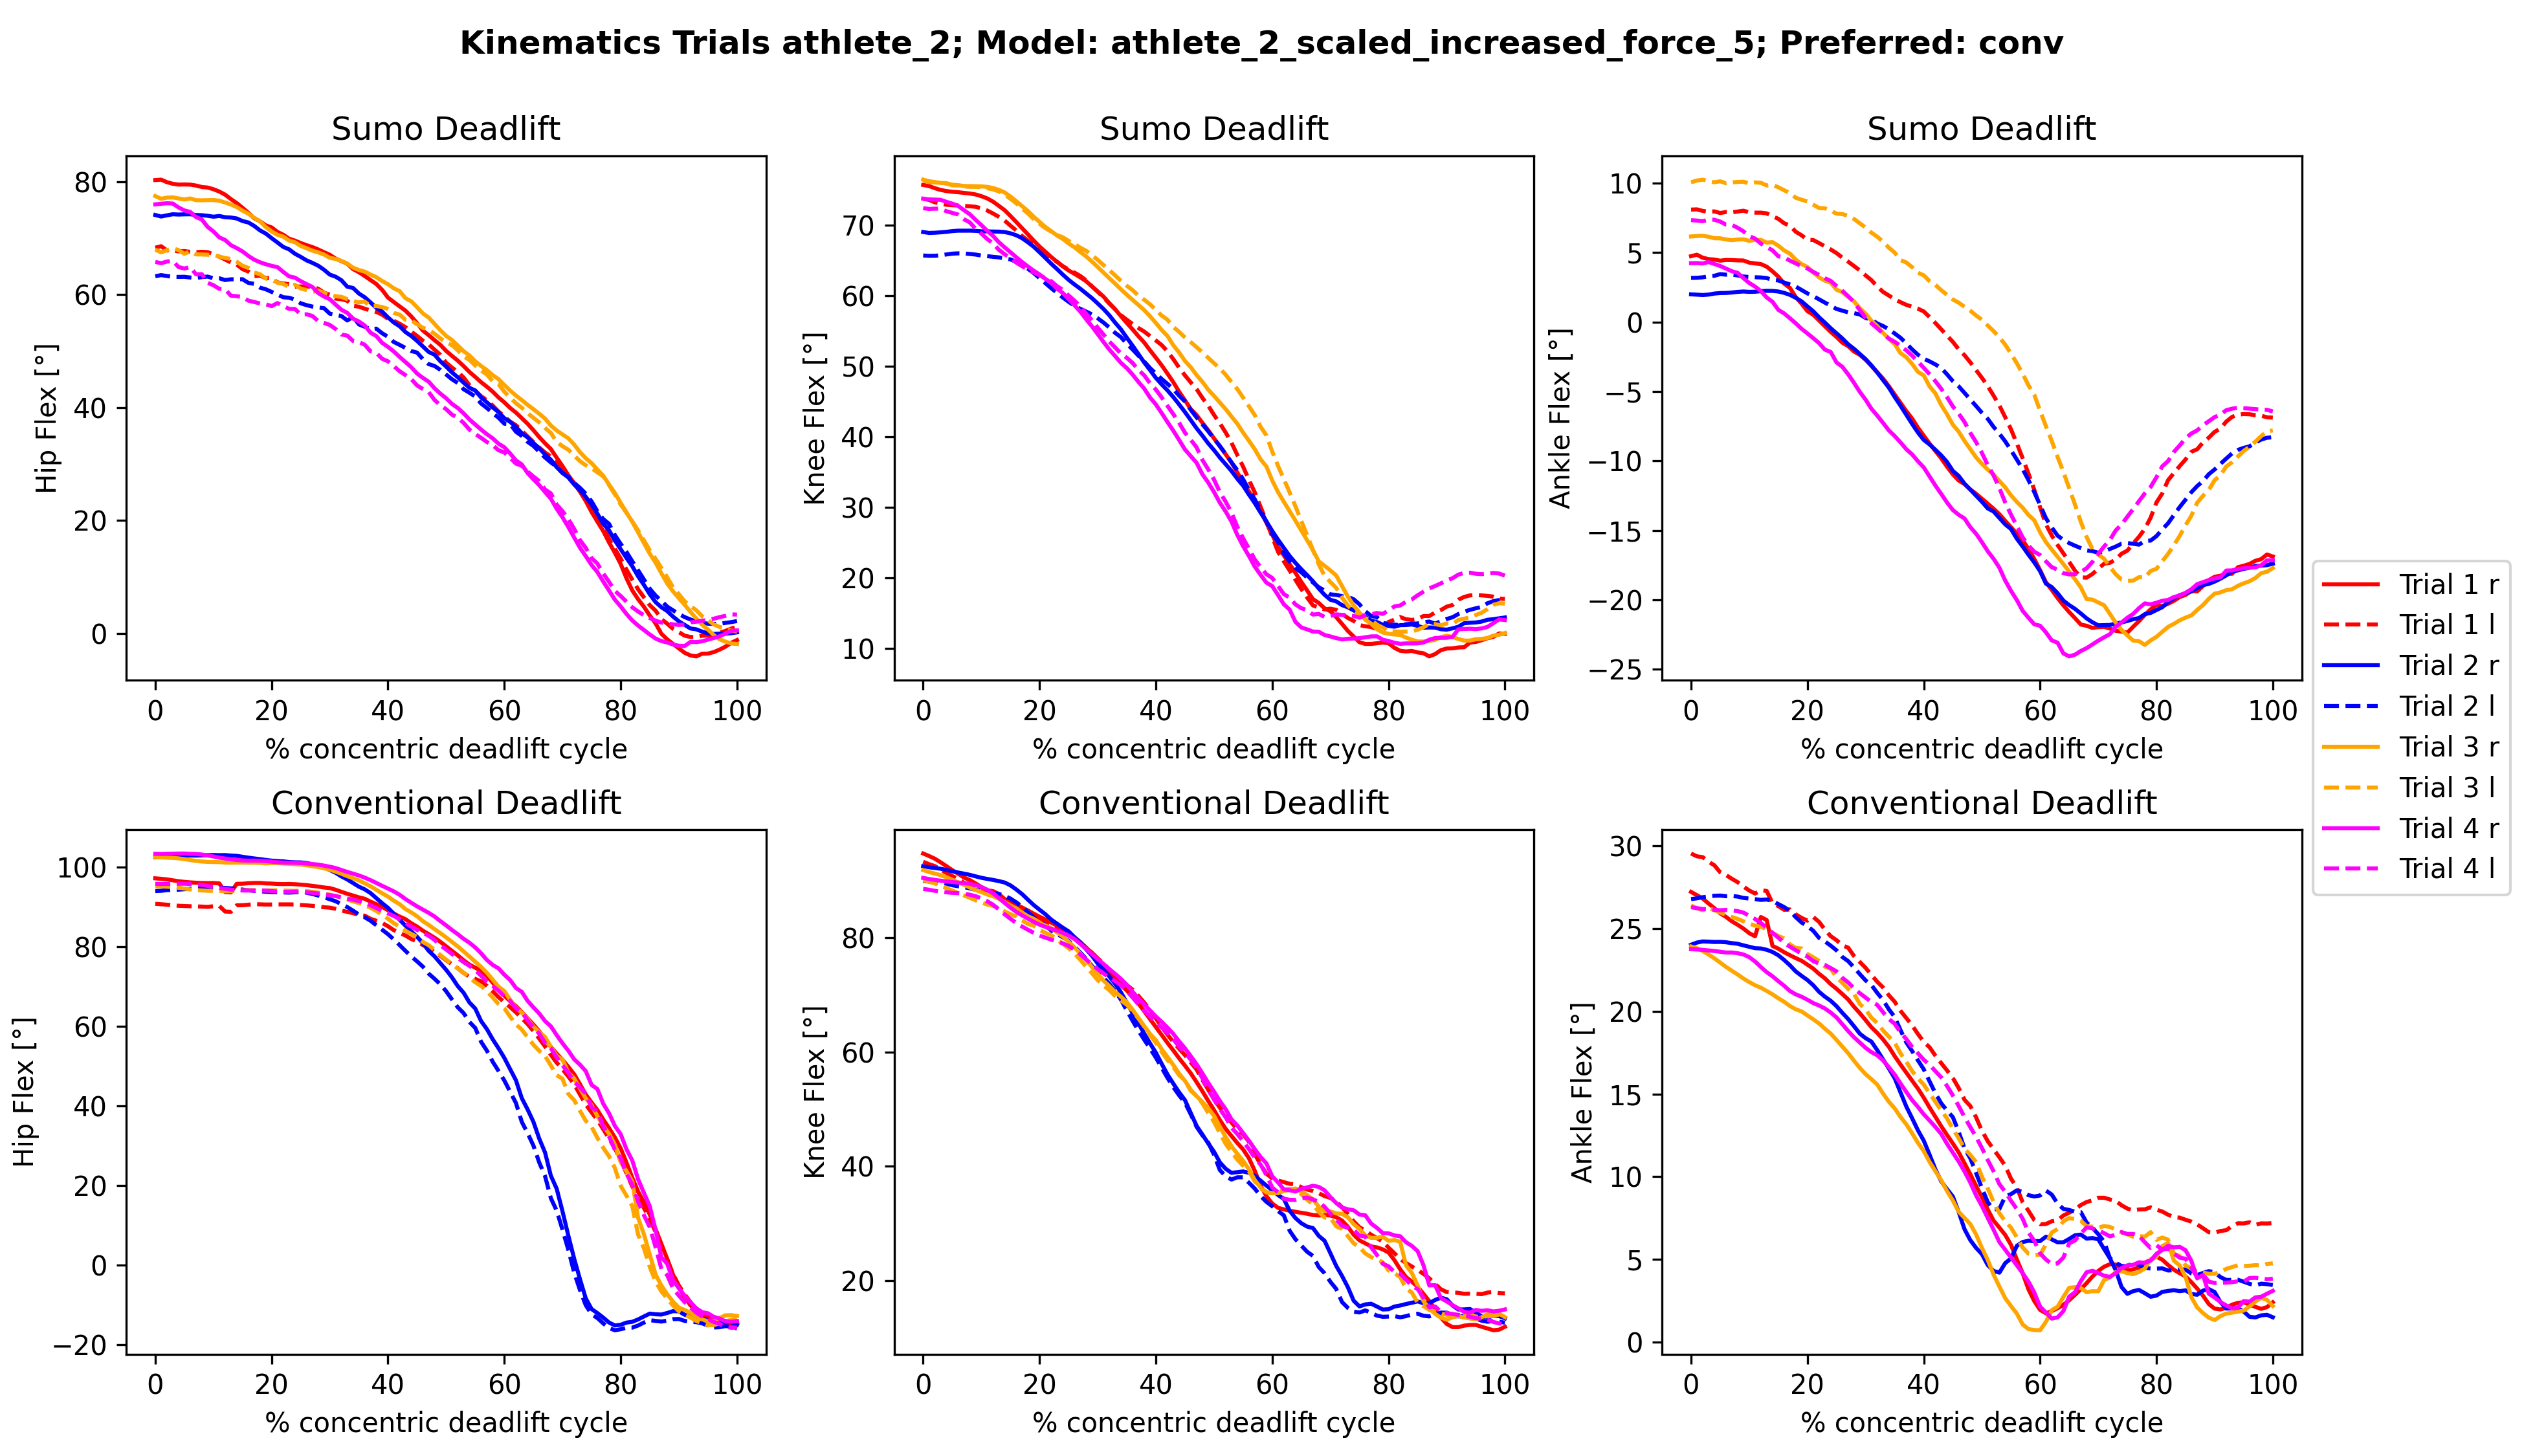 Kinematics Trials athlete_2; Model: athlete_2_scaled_increased_force_5; Preferred: conv
Sumo Deadlift
80
60
40
20
0
Hip Flex [°]
0 20 40 60 80 100
% concentric deadlift cycle
Sumo Deadlift
70
60
50
40
30
20
10
Knee Flex [°]
0 20 40 60 80 100
% concentric deadlift cycle
Sumo Deadlift
10
5
0
−5
−10
−15
−20
−25
Ankle Flex [°]
0 20 40 60 80 100
% concentric deadlift cycle
Trial 1 r
Trial 1 l
Trial 2 r
Trial 2 l
Trial 3 r
Trial 3 l
Trial 4 r
Trial 4 l
Conventional Deadlift
100
80
60
40
20
0
−20
Hip Flex [°]
0 20 40 60 80 100
% concentric deadlift cycle
Conventional Deadlift
80
60
40
20
Knee Flex [°]
0 20 40 60 80 100
% concentric deadlift cycle
Conventional Deadlift
30
25
20
15
10
5
0
Ankle Flex [°]
0 20 40 60 80 100
% concentric deadlift cycle